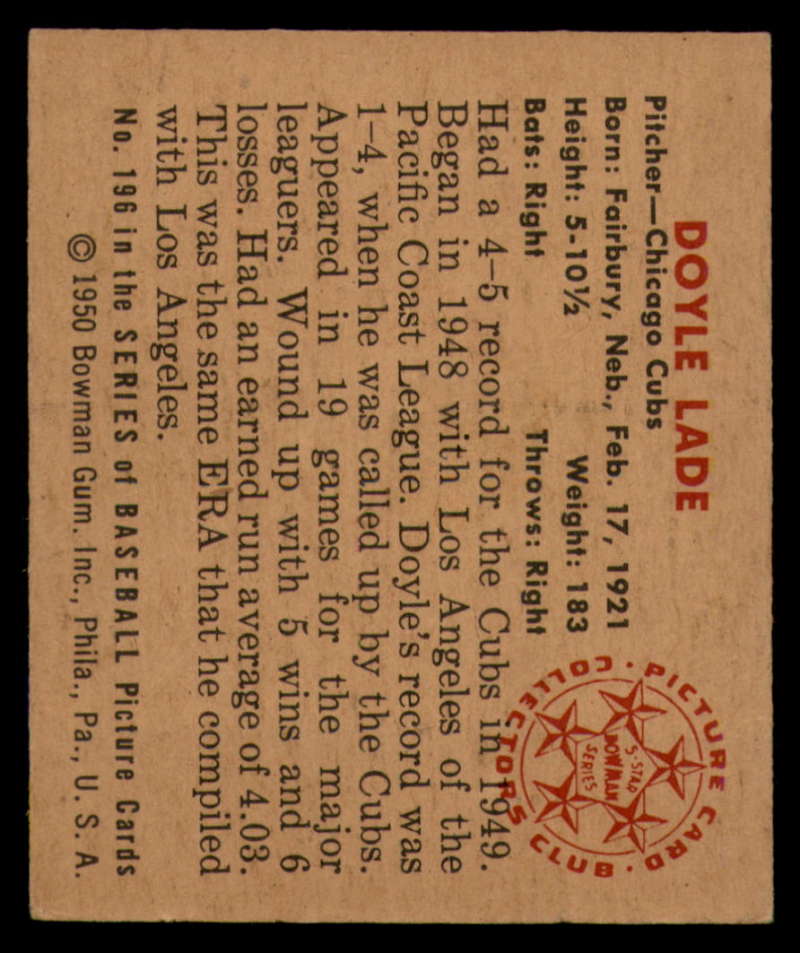 DOYLE LADE
Pitcher—Chicago Cubs
Born: Fairbury, Neb., Feb. 17, 1921
Height: 5-10½ Weight: 183
Bats: Right Throws: Right
Had a 4–5 record for the Cubs in 1949.
Began in 1948 with Los Angeles of the
Pacific Coast League. Doyle's record was
1–4, when he was called up by the Cubs.
Appeared in 19 games for the major
leaguers. Wound up with 5 wins and 6
losses. Had an earned run average of 4.03.
This was the same ERA that he compiled
with Los Angeles.
No. 196 in the SERIES of BASEBALL Picture Cards
© 1950 Bowman Gum. Inc., Phila., Pa., U. S. A.
PICTURE CARD · COLLECTORS CLUB ·
5-STAR
BOWMAN
SERIES